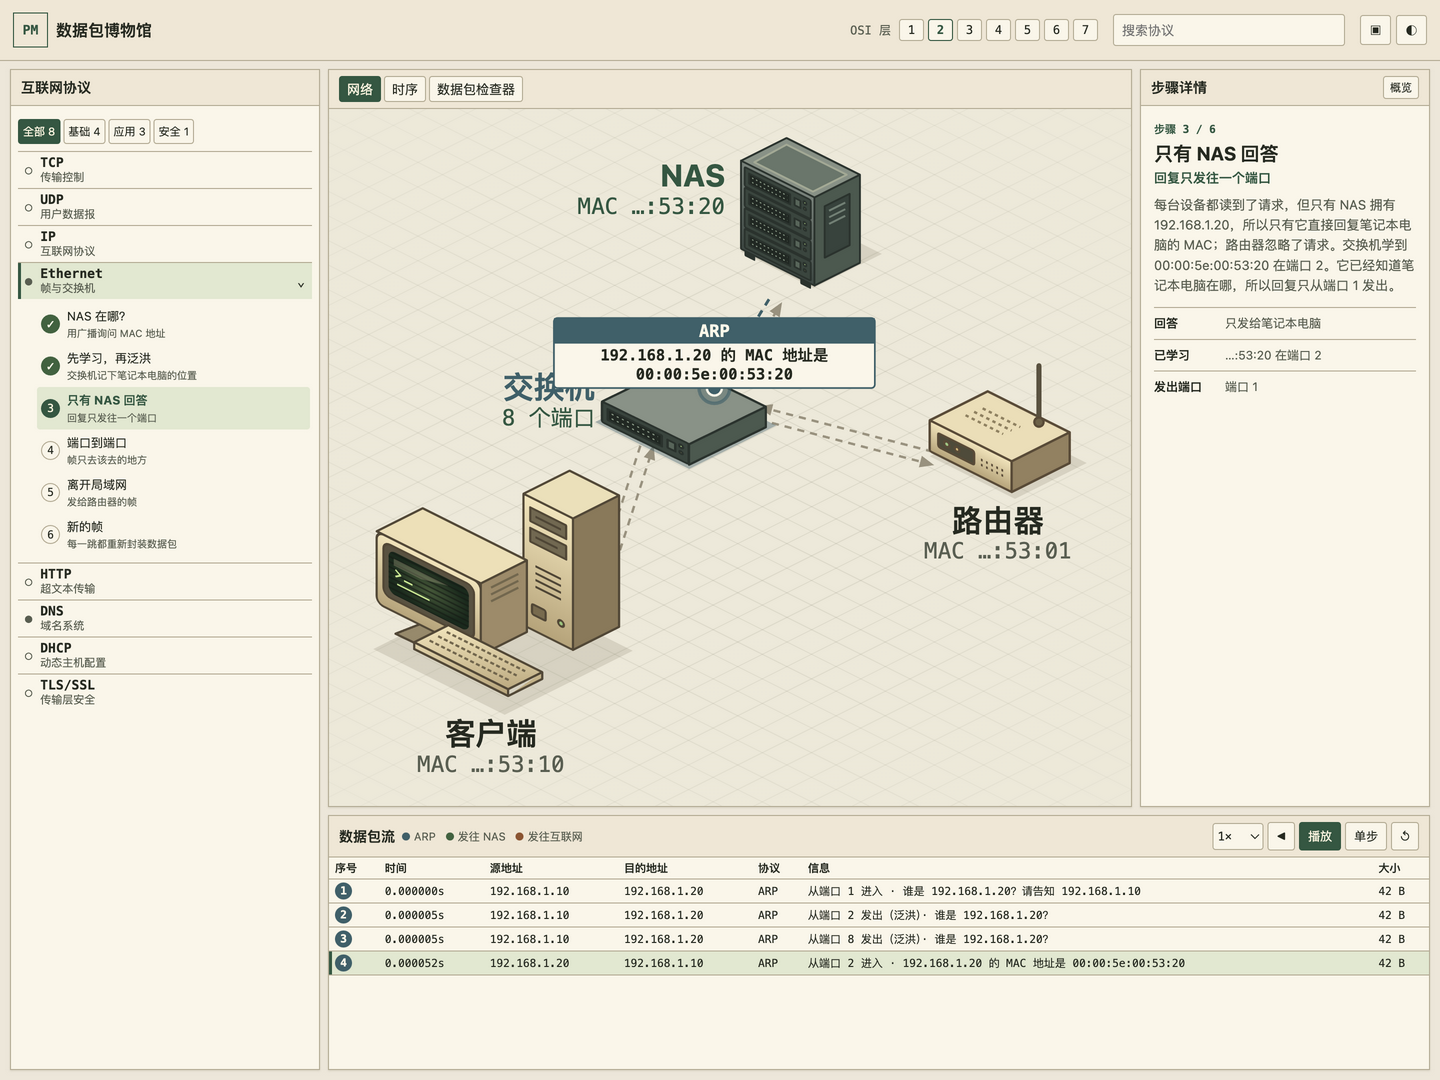 PM 数据包博物馆
OSI 层 1 2 3 4 5 6 7 搜索协议
互联网协议
全部 8 基础 4 应用 3 安全 1
TCP
传输控制
UDP
用户数据报
IP
互联网协议
Ethernet
帧与交换机
NAS 在哪?
用广播询问 MAC 地址
先学习，再泛洪
交换机记下笔记本电脑的位置
3 只有 NAS 回答
回复只发往一个端口
4 端口到端口
帧只去该去的地方
5 离开局域网
发给路由器的帧
6 新的帧
每一跳都重新封装数据包
HTTP
超文本传输
DNS
域名系统
DHCP
动态主机配置
TLS/SSL
传输层安全
网络 时序 数据包检查器
NAS
MAC …:53:20
ARP
192.168.1.20 的 MAC 地址是
00:00:5e:00:53:20
交换机
8 个端口
路由器
MAC …:53:01
客户端
MAC …:53:10
步骤详情 概览
步骤 3 / 6
只有 NAS 回答
回复只发往一个端口
每台设备都读到了请求，但只有 NAS 拥有
192.168.1.20，所以只有它直接回复笔记本电
脑的 MAC；路由器忽略了请求。交换机学到
00:00:5e:00:53:20 在端口 2。它已经知道笔
记本电脑在哪，所以回复只从端口 1 发出。
回答 只发给笔记本电脑
已学习 …:53:20 在端口 2
发出端口 端口 1
数据包流 ARP 发往 NAS 发往互联网 1× 播放 单步
序号 时间 源地址 目的地址 协议 信息 大小
1 0.000000s 192.168.1.10 192.168.1.20 ARP 从端口 1 进入 · 谁是 192.168.1.20? 请告知 192.168.1.10 42 B
2 0.000005s 192.168.1.10 192.168.1.20 ARP 从端口 2 发出（泛洪）· 谁是 192.168.1.20? 42 B
3 0.000005s 192.168.1.10 192.168.1.20 ARP 从端口 8 发出（泛洪）· 谁是 192.168.1.20? 42 B
4 0.000052s 192.168.1.20 192.168.1.10 ARP 从端口 2 进入 · 192.168.1.20 的 MAC 地址是 00:00:5e:00:53:20 42 B